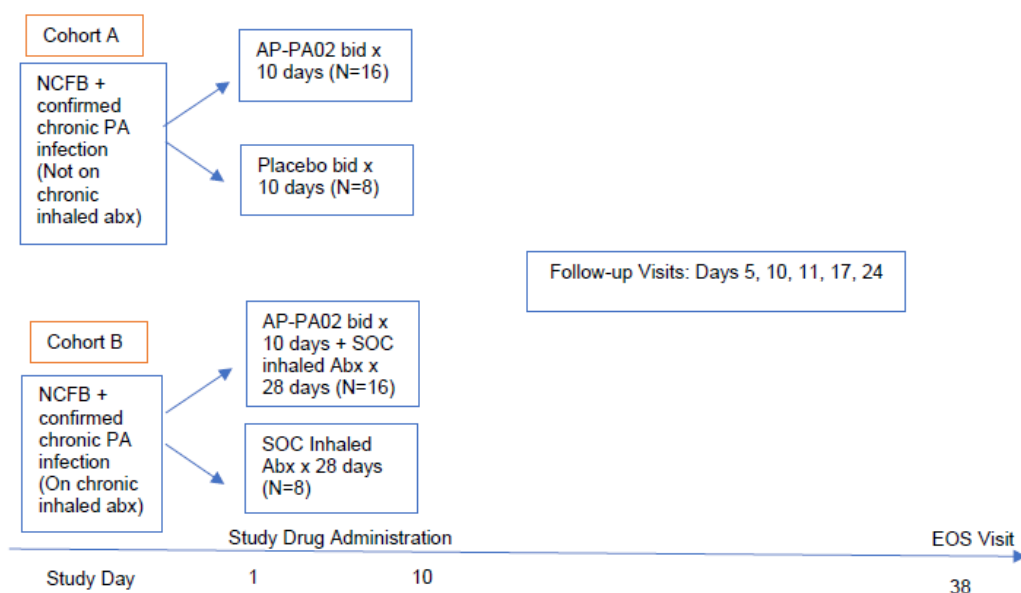 Cohort A
NCFB +
confirmed
chronic PA
infection
(Not on
chronic
inhaled abx)
AP-PA02 bid x
10 days (N=16)
Placebo bid x
10 days (N=8)
Follow-up Visits: Days 5, 10, 11, 17, 24
Cohort B
NCFB +
confirmed
chronic PA
infection
(On chronic
inhaled abx)
AP-PA02 bid x
10 days + SOC
inhaled Abx x
28 days (N=16)
SOC Inhaled
Abx x 28 days
(N=8)
Study Drug Administration
EOS Visit
Study Day
1
10
38